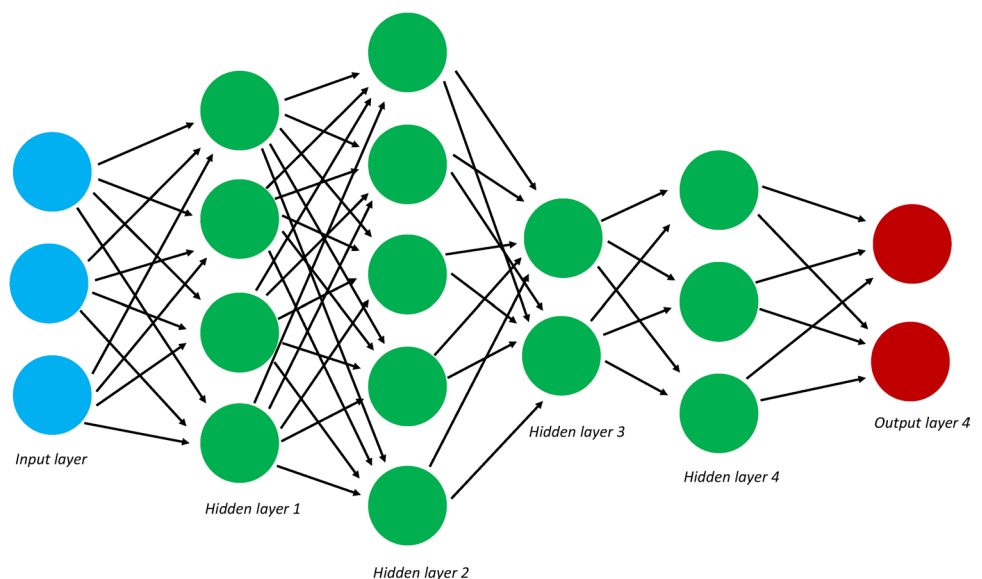 Input layer
Hidden layer 1
Hidden layer 2
Hidden layer 3
Hidden layer 4
Output layer 4